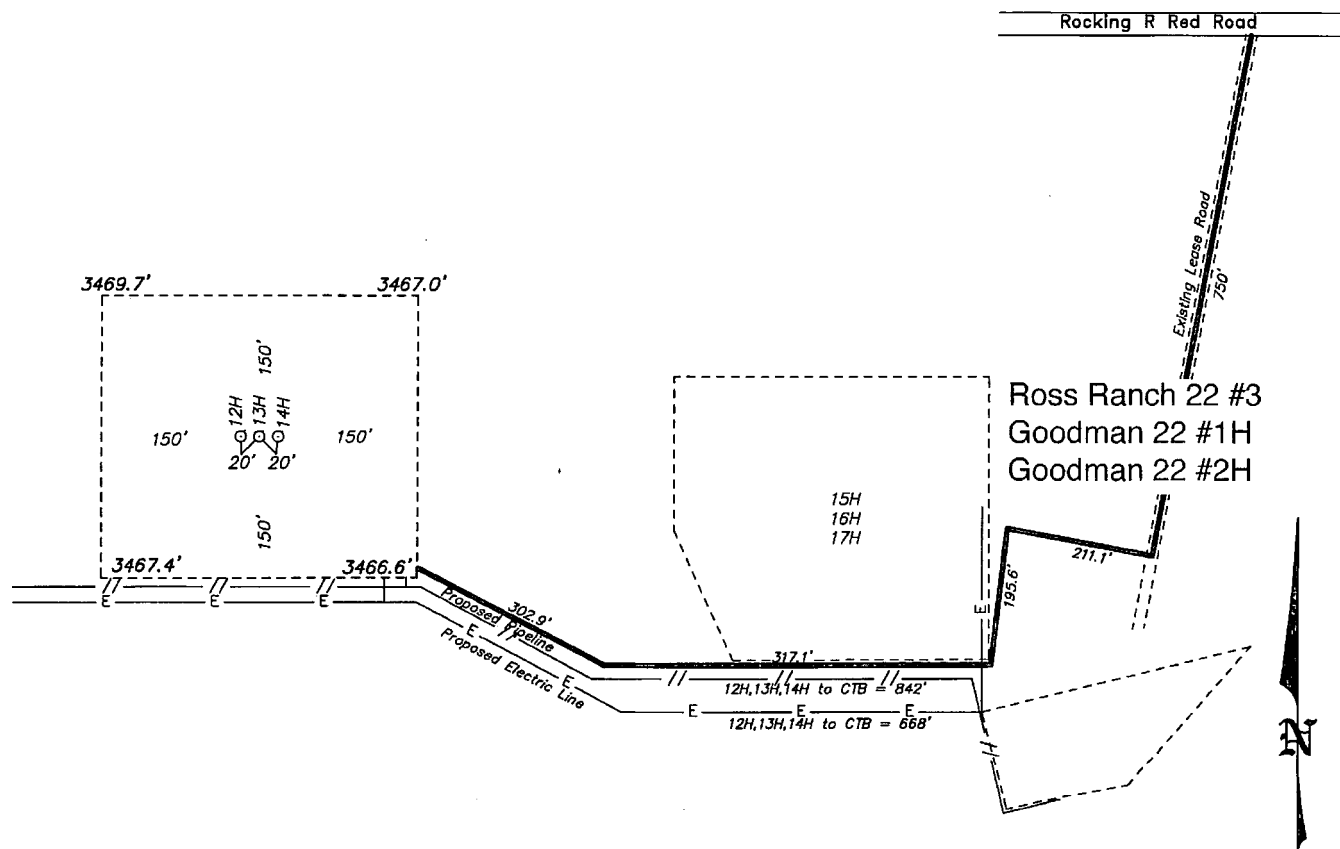 Rocking R Red Road
Existing Lease Road
750'
3469.7'
3467.0'
150'
12H
13H
14H
150'
150'
20'
20'
150'
3467.4'
3466.6'
Ross Ranch 22 #3
Goodman 22 #1H
Goodman 22 #2H
15H
16H
17H
211.1'
195.6'
302.9'
Proposed Pipeline
Proposed Electric Line
317.1'
12H,13H,14H to CTB = 842'
12H,13H,14H to CTB = 668'
E
E
E
E
E
E
E
E
E
N